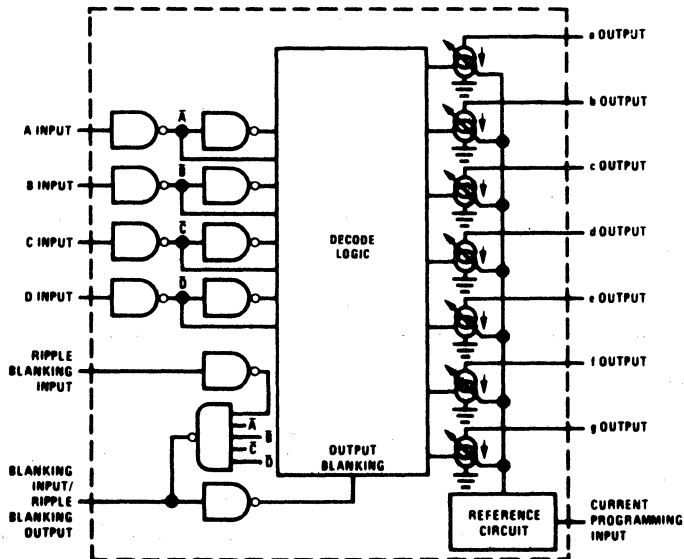 a OUTPUT
b OUTPUT
A̅
A INPUT
B̅
B INPUT
c OUTPUT
C̅
C INPUT
DECODE
LOGIC
d OUTPUT
D̅
D INPUT
e OUTPUT
RIPPLE
BLANKING
INPUT
f OUTPUT
A̅
B̅
C̅
D̅
g OUTPUT
OUTPUT
BLANKING
BLANKING
INPUT/
RIPPLE
BLANKING
OUTPUT
REFERENCE
CIRCUIT
CURRENT
PROGRAMMING
INPUT